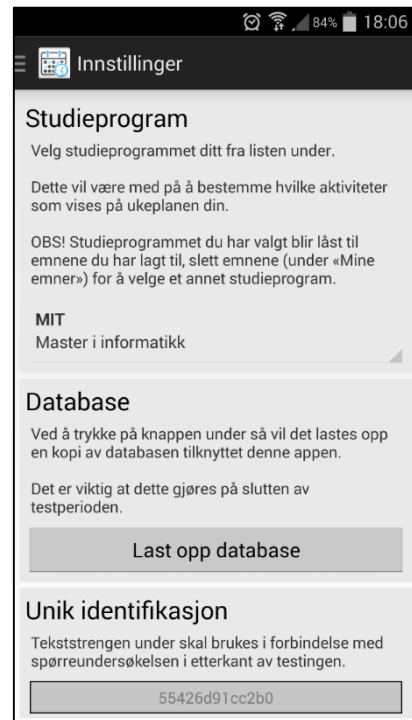 84% 18:06
Innstillinger
Studieprogram
Velg studieprogrammet ditt fra listen under.
Dette vil være med på å bestemme hvilke aktiviteter
som vises på ukeplanen din.
OBS! Studieprogrammet du har valgt blir låst til
emnene du har lagt til, slett emnene (under «Mine
emner») for å velge et annet studieprogram.
MIT
Master i informatikk
Database
Ved å trykke på knappen under så vil det lastes opp
en kopi av databasen tilknyttet denne appen.
Det er viktig at dette gjøres på slutten av
testperioden.
Last opp database
Unik identifikasjon
Tekststrengen under skal brukes i forbindelse med
spørreundersøkelsen i etterkant av testingen.
55426d91cc2b0